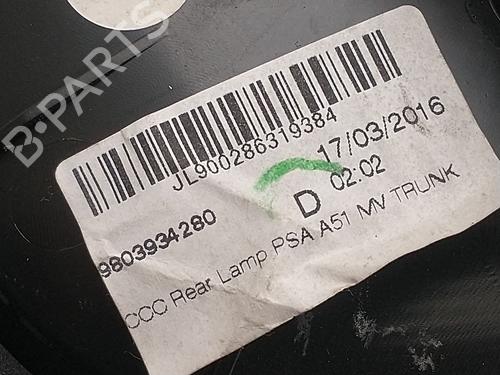 B-PARTS
JL900286319384
17/03/2016
02:02
D
9803934280
CCC Rear Lamp PSA A51 MV TRUNK